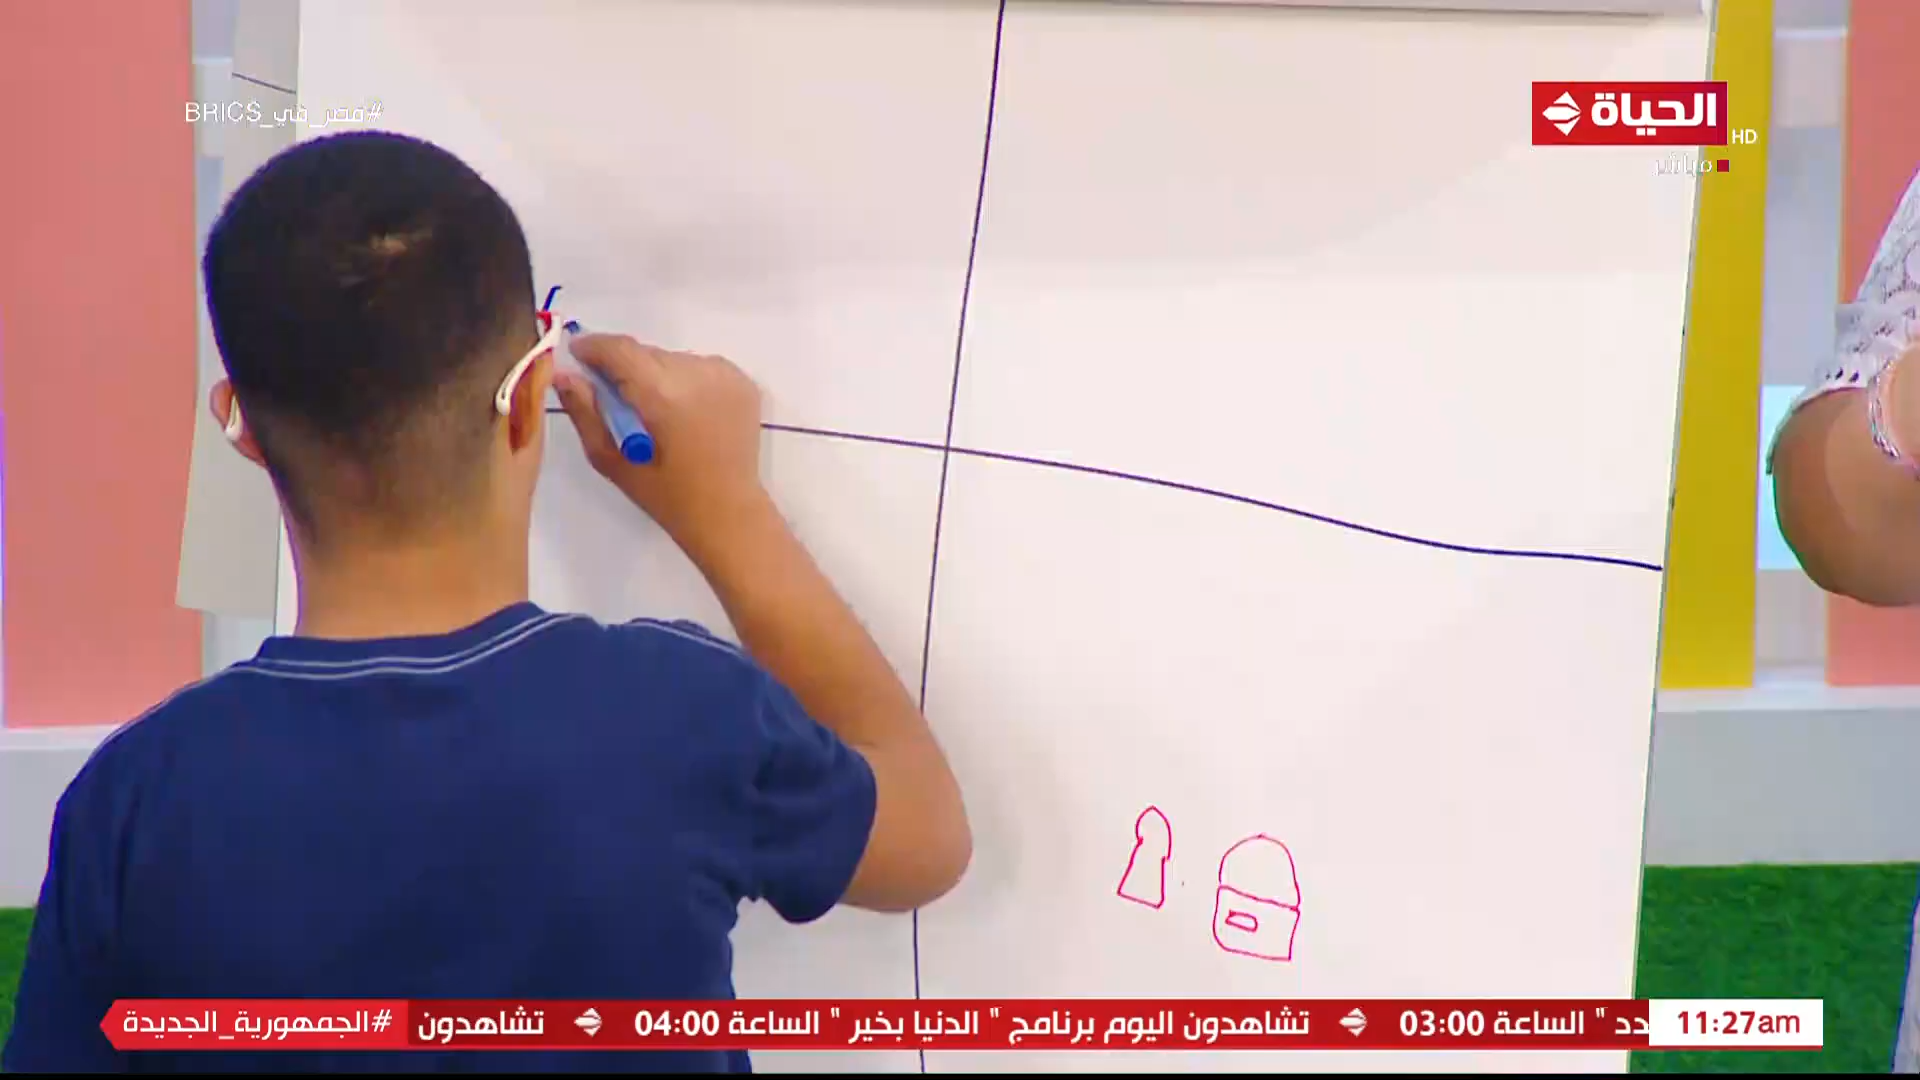 #مصر_في_BRICS
الحياة
HD
مباشر
#الجمهورية_الجديدة
دد " الساعة 03:00 تشاهدون اليوم برنامج " الدنيا بخير " الساعة 04:00 تشاهدون
11:27am